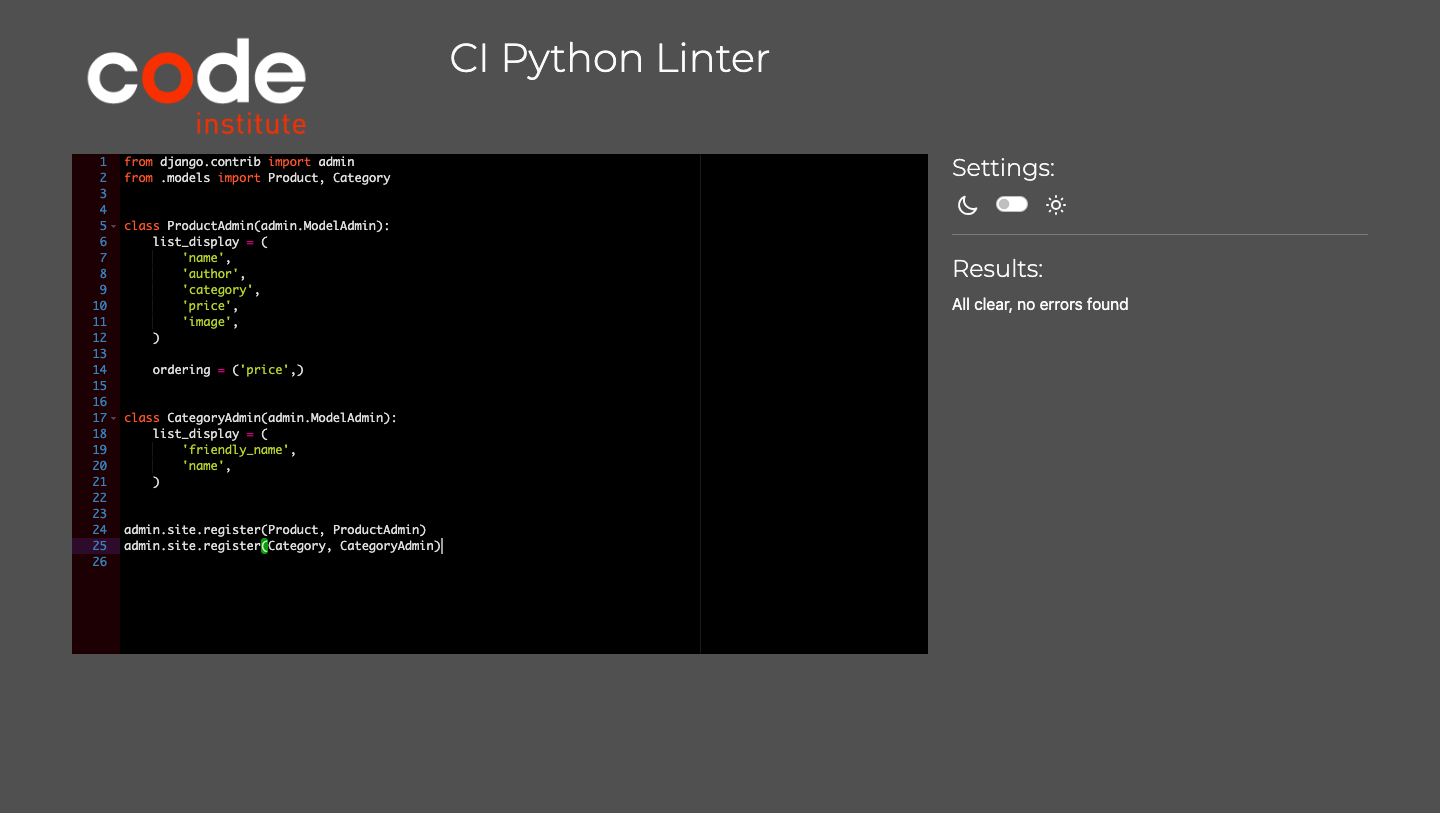 code
institute
CI Python Linter
1 from django.contrib import admin
2 from .models import Product, Category
3
4
5 class ProductAdmin(admin.ModelAdmin):
6     list_display = (
7         'name',
8         'author',
9         'category',
10         'price',
11         'image',
12     )
13
14     ordering = ('price',)
15
16
17 class CategoryAdmin(admin.ModelAdmin):
18     list_display = (
19         'friendly_name',
20         'name',
21     )
22
23
24 admin.site.register(Product, ProductAdmin)
25 admin.site.register(Category, CategoryAdmin)
26
Settings:
Results:
All clear, no errors found